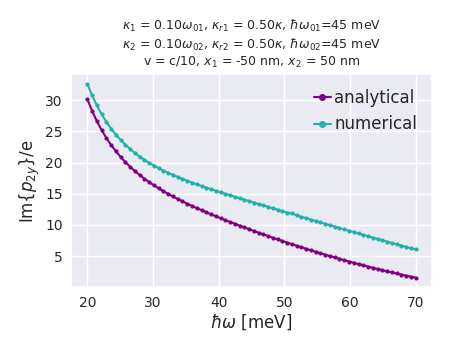 κ₁ = 0.10ω₀₁, κᵣ₁ = 0.50κ, ħω₀₁=45 meV
κ₂ = 0.10ω₀₂, κᵣ₂ = 0.50κ, ħω₀₂=45 meV
v = c/10, x₁ = -50 nm, x₂ = 50 nm
analytical
numerical
Im{p₂ᵧ}/e
30
25
20
15
10
5
20
30
40
50
60
70
ħω [meV]